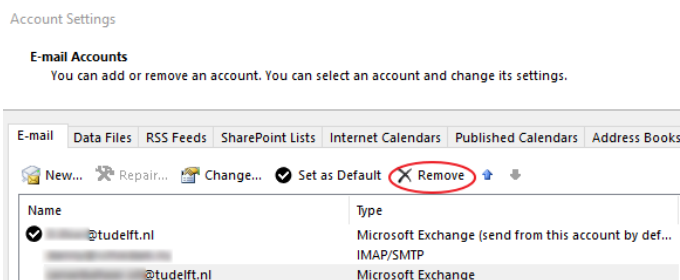 Account Settings
E-mail Accounts
You can add or remove an account. You can select an account and change its settings.
E-mail Data Files RSS Feeds SharePoint Lists Internet Calendars Published Calendars Address Books
New... Repair... Change... Set as Default Remove
Name Type
@tudelft.nl Microsoft Exchange (send from this account by def...
IMAP/SMTP
@tudelft.nl Microsoft Exchange